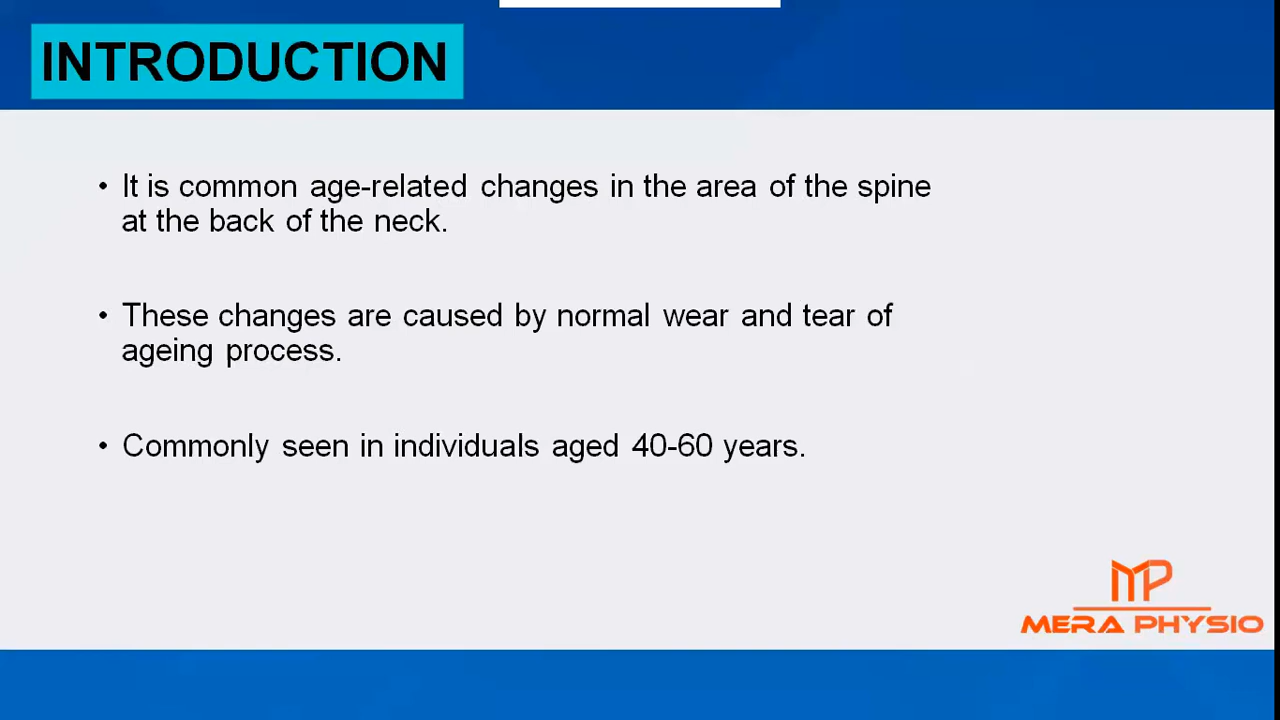 INTRODUCTION
• It is common age-related changes in the area of the spine
at the back of the neck.
• These changes are caused by normal wear and tear of
ageing process.
• Commonly seen in individuals aged 40-60 years.
MP
MERA PHYSIO